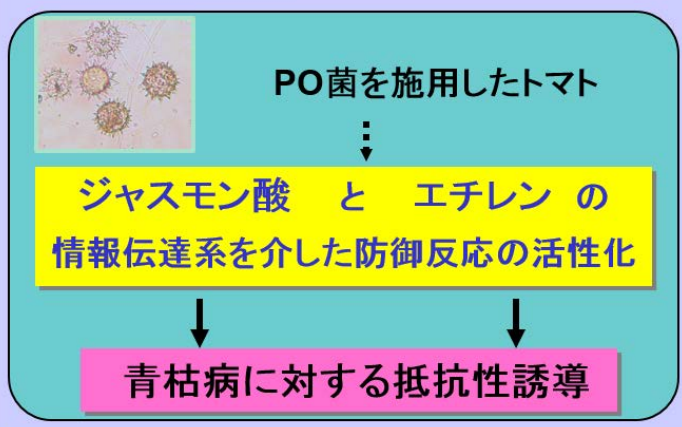 PO菌を施用したトマト
ジャスモン酸 と エチレン の
情報伝達系を介した防御反応の活性化
青枯病に対する抵抗性誘導